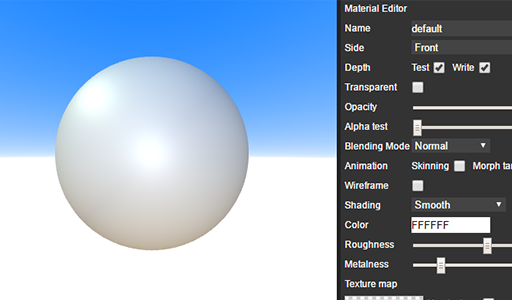 Material Editor
Name default
Side Front
Depth Test Write
Transparent
Opacity
Alpha test
Blending Mode Normal
Animation Skinning Morph
Wireframe
Shading Smooth
Color FFFFFF
Roughness
Metalness
Texture map